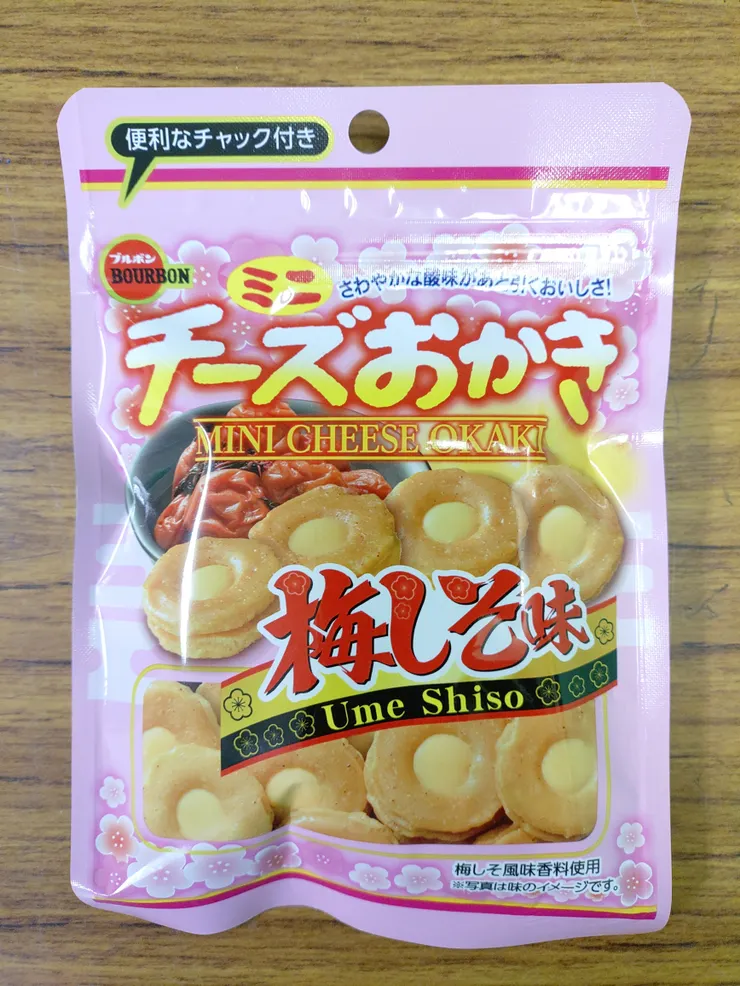 便利なチャック付き
ブルボン
BOURBON
ミニ
さわやかな酸味があと引くおいしさ!
チーズおかき
MINI CHEESE OKAKI
梅しそ味
Ume Shiso
梅しそ風味香料使用
※写真は味のイメージです。